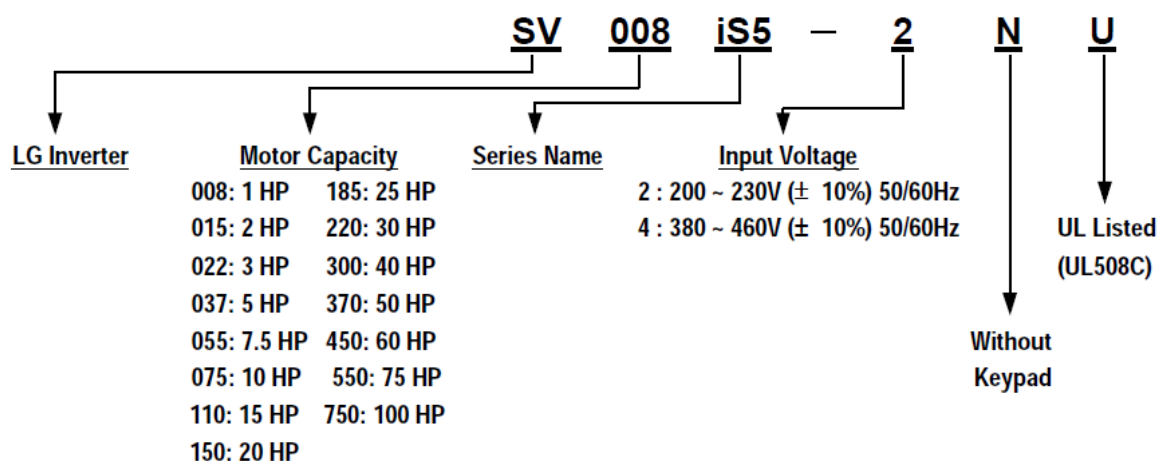 SV 008 iS5 – 2 N U
LG Inverter Motor Capacity Series Name Input Voltage
008: 1 HP 185: 25 HP 2 : 200 ~ 230V (± 10%) 50/60Hz
015: 2 HP 220: 30 HP 4 : 380 ~ 460V (± 10%) 50/60Hz UL Listed
022: 3 HP 300: 40 HP (UL508C)
037: 5 HP 370: 50 HP
055: 7.5 HP 450: 60 HP Without
075: 10 HP 550: 75 HP Keypad
110: 15 HP 750: 100 HP
150: 20 HP